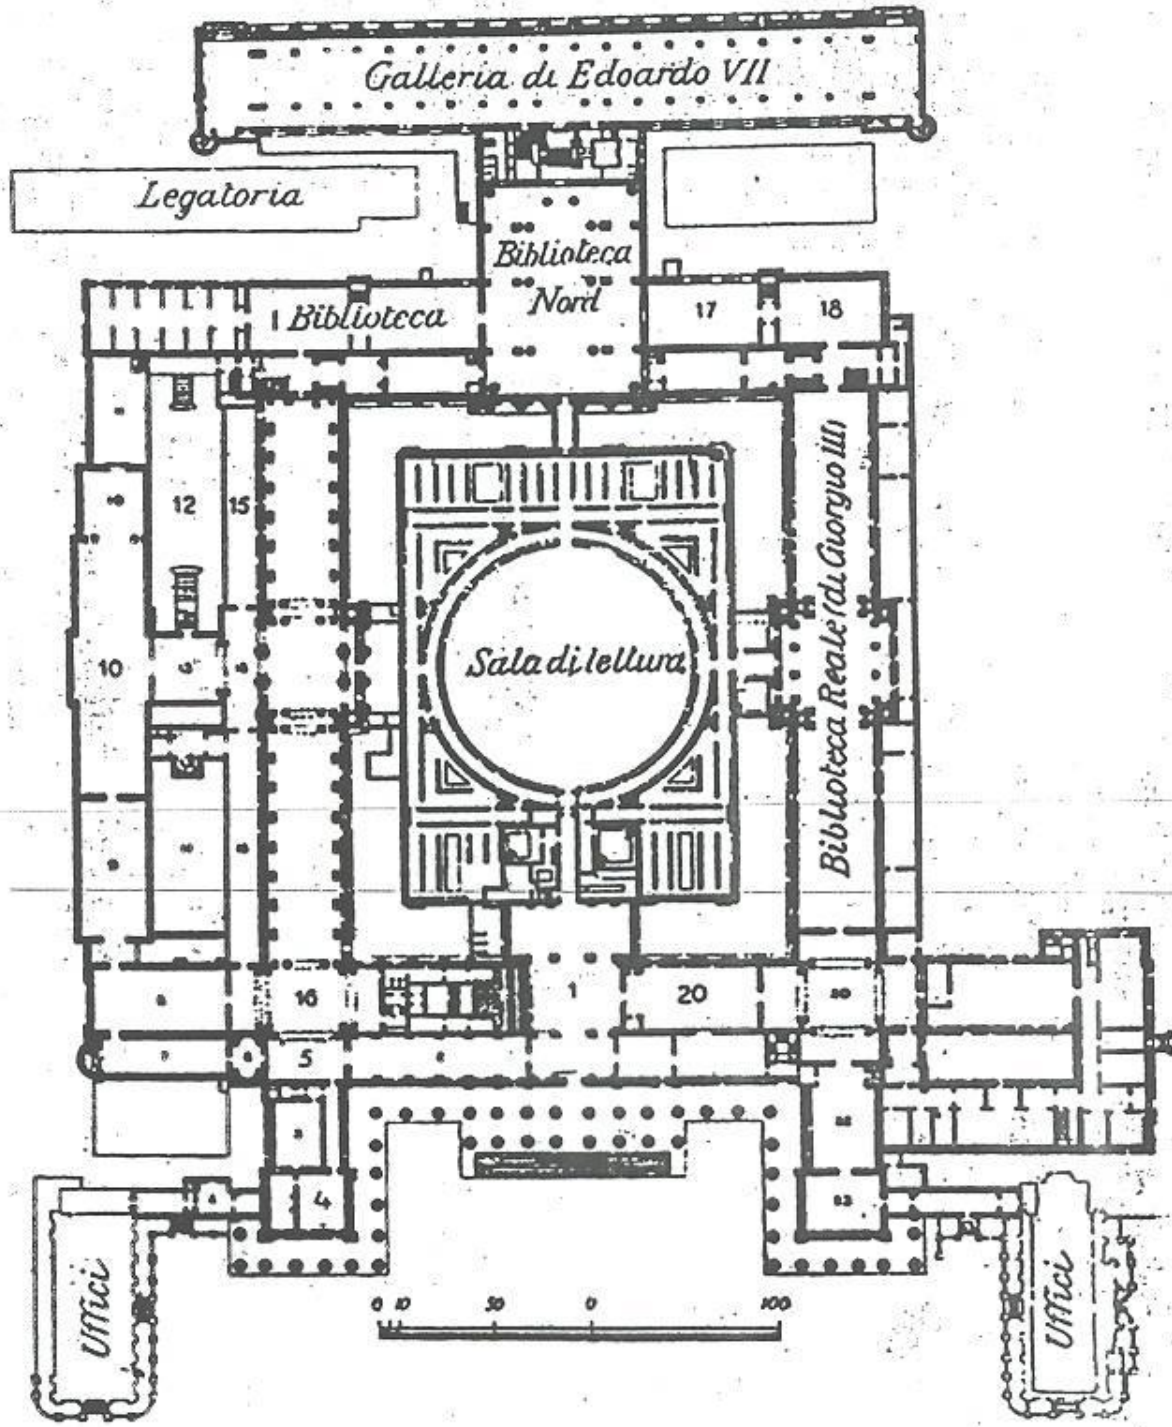 Galleria di Edoardo VII
Legatoria
Biblioteca
Nord
Biblioteca
17
18
12
15
10
Sala di lettura
Biblioteca Reale (di Giorgio III)
16
1
20
5
4
Uffici
Uffici
0 10 50 0 100